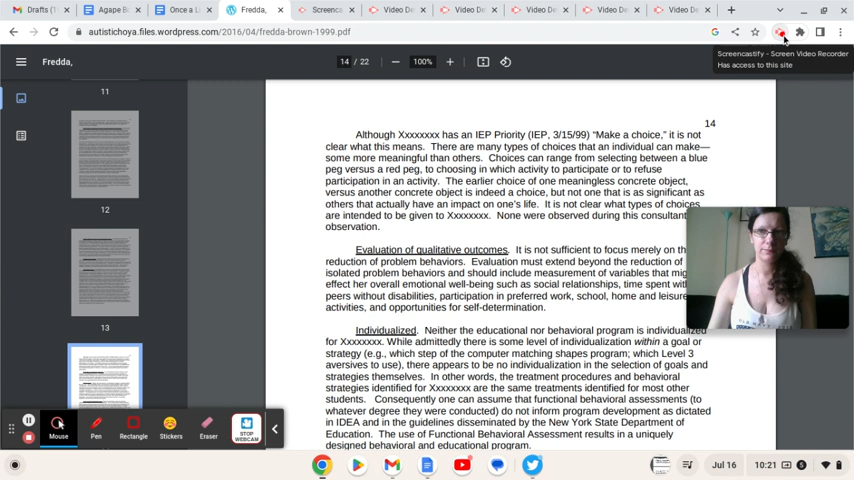 Drafts (1
Agape Bo
Once a Li
Fredda,
Screenca
Video De
Video De
Video De
Video De
Video De
autistichoya.files.wordpress.com/2016/04/fredda-brown-1999.pdf
Screencastify - Screen Video Recorder
Has access to this site
Fredda,
14 / 22
100%
11
12
13
14
Although Xxxxxxxx has an IEP Priority (IEP, 3/15/99) “Make a choice,” it is not
clear what this means. There are many types of choices that an individual can make—
some more meaningful than others. Choices can range from selecting between a blue
peg versus a red peg, to choosing in which activity to participate or to refuse
participation in an activity. The earlier choice of one meaningless concrete object,
versus another concrete object is indeed a choice, but not one that is as significant as
others that actually have an impact on one's life. It is not clear what types of choices
are intended to be given to Xxxxxxxx. None were observed during this consultant
observation.
Evaluation of qualitative outcomes. It is not sufficient to focus merely on th
reduction of problem behaviors. Evaluation must extend beyond the reduction of
isolated problem behaviors and should include measurement of variables that mig
effect her overall emotional well-being such as social relationships, time spent wit
peers without disabilities, participation in preferred work, school, home and leisure
activities, and opportunities for self-determination.
Individualized. Neither the educational nor behavioral program is individualized
for Xxxxxxxx. While admittedly there is some level of individualization within a goal or
strategy (e.g., which step of the computer matching shapes program; which Level 3
aversives to use), there appears to be no individualization in the selection of goals and
strategies themselves. In other words, the treatment procedures and behavioral
strategies identified for Xxxxxxxx are the same treatments identified for most other
students. Consequently one can assume that functional behavioral assessments (to
whatever degree they were conducted) do not inform program development as dictated
in IDEA and in the guidelines disseminated by the New York State Department of
Education. The use of Functional Behavioral Assessment results in a uniquely
designed behavioral and educational program.
Mouse
Pen
Rectangle
Stickers
Eraser
STOP
WEBCAM
Jul 16
10:21